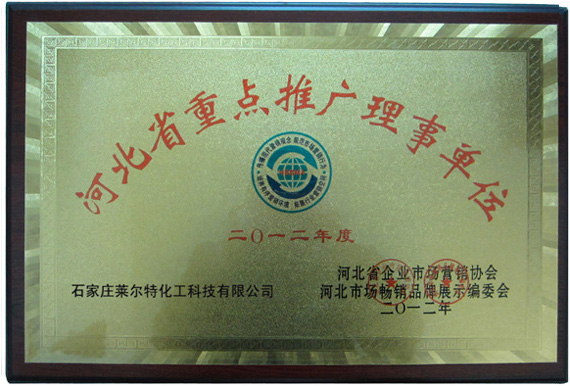 河北省重点推广理事单位
二〇一二年度
石家庄莱尔特化工科技有限公司
河北省企业市场营销协会
河北市场畅销品牌展示编委会
二〇一二年